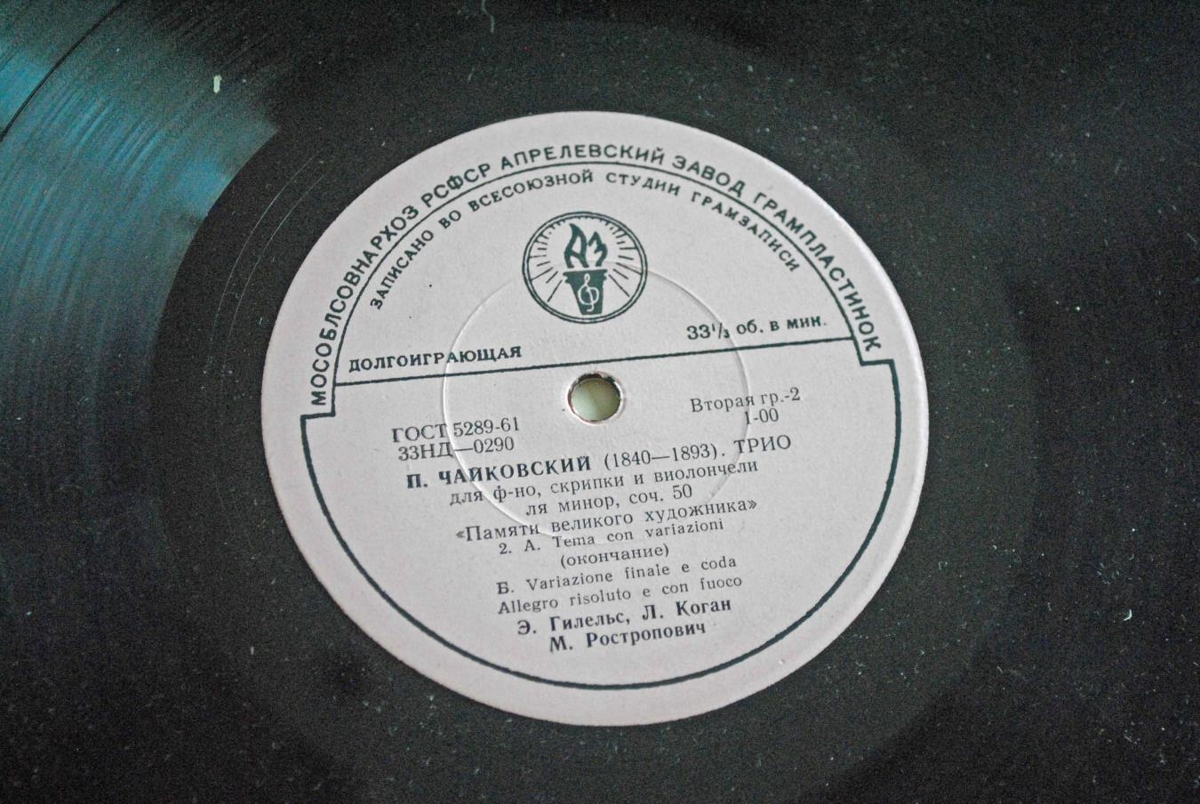 МОСОБЛСОВНАРХОЗ РСФСР АПРЕЛЕВСКИЙ ЗАВОД ГРАМПЛАСТИНОК
ЗАПИСАНО ВО ВСЕСОЮЗНОЙ СТУДИИ ГРАМЗАПИСИ
АЗ
ДОЛГОИГРАЮЩАЯ 33⅓ об. в мин.
ГОСТ 5289-61 Вторая гр.-2
33НД—0290 1-00
П. ЧАЙКОВСКИЙ (1840—1893). ТРИО
для ф-но, скрипки и виолончели
ля минор, соч. 50
«Памяти великого художника»
2. А. Tema con variazioni
(окончание)
Б. Variazione finale e coda
Allegro risoluto e con fuoco
Э. Гилельс, Л. Коган
М. Ростропович